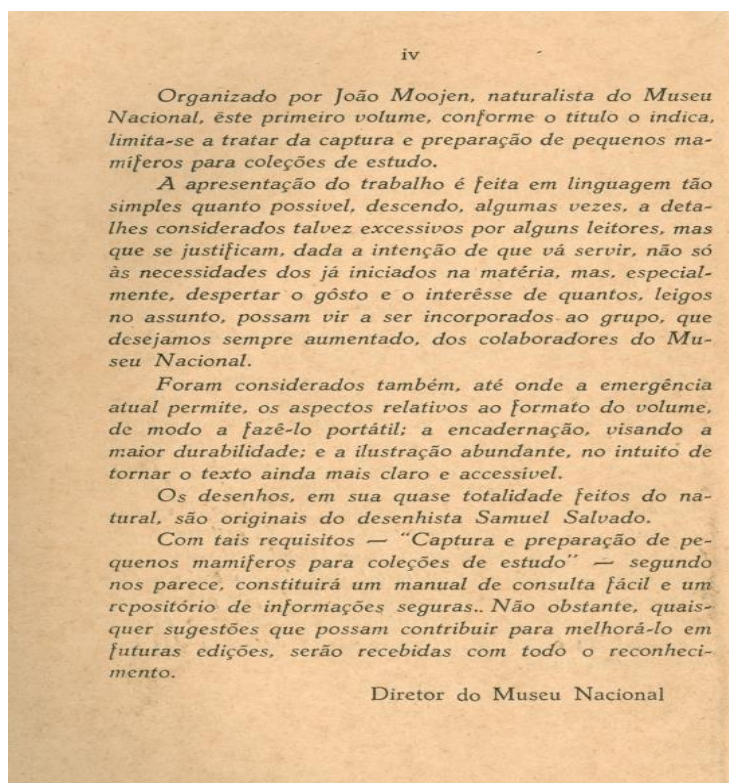 iv
Organizado por João Moojen, naturalista do Museu
Nacional, êste primeiro volume, conforme o título o indica,
limita-se a tratar da captura e preparação de pequenos ma-
míferos para coleções de estudo.
A apresentação do trabalho é feita em linguagem tão
simples quanto possivel, descendo, algumas vezes, a deta-
lhes considerados talvez excessivos por alguns leitores, mas
que se justificam, dada a intenção de que vá servir, não só
às necessidades dos já iniciados na matéria, mas, especial-
mente, despertar o gôsto e o interêsse de quantos, leigos
no assunto, possam vir a ser incorporados ao grupo, que
desejamos sempre aumentado, dos colaboradores do Mu-
seu Nacional.
Foram considerados também, até onde a emergência
atual permite, os aspectos relativos ao formato do volume,
de modo a fazê-lo portátil; a encadernação, visando a
maior durabilidade; e a ilustração abundante, no intuito de
tornar o texto ainda mais claro e accessivel.
Os desenhos, em sua quase totalidade feitos do na-
tural, são originais do desenhista Samuel Salvado.
Com tais requisitos — "Captura e preparação de pe-
quenos mamíferos para coleções de estudo" — segundo
nos parece, constituirá um manual de consulta fácil e um
repositório de informações seguras.. Não obstante, quais-
quer sugestões que possam contribuir para melhorá-lo em
futuras edições, serão recebidas com todo o reconheci-
mento.
Diretor do Museu Nacional